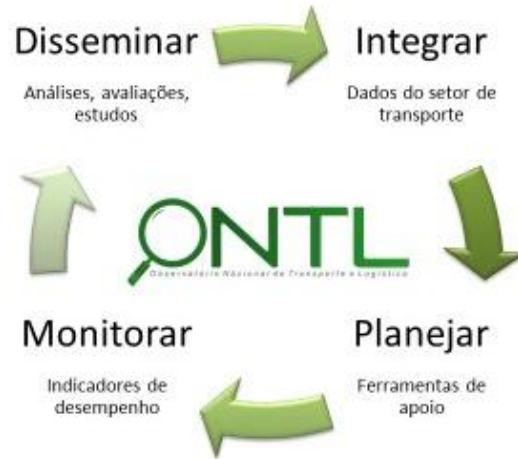 Disseminar
Integrar
Análises, avaliações,
estudos
Dados do setor de
transporte
ONTL
Observatório Nacional de Transporte e Logística
Monitorar
Planejar
Indicadores de
desempenho
Ferramentas de
apoio